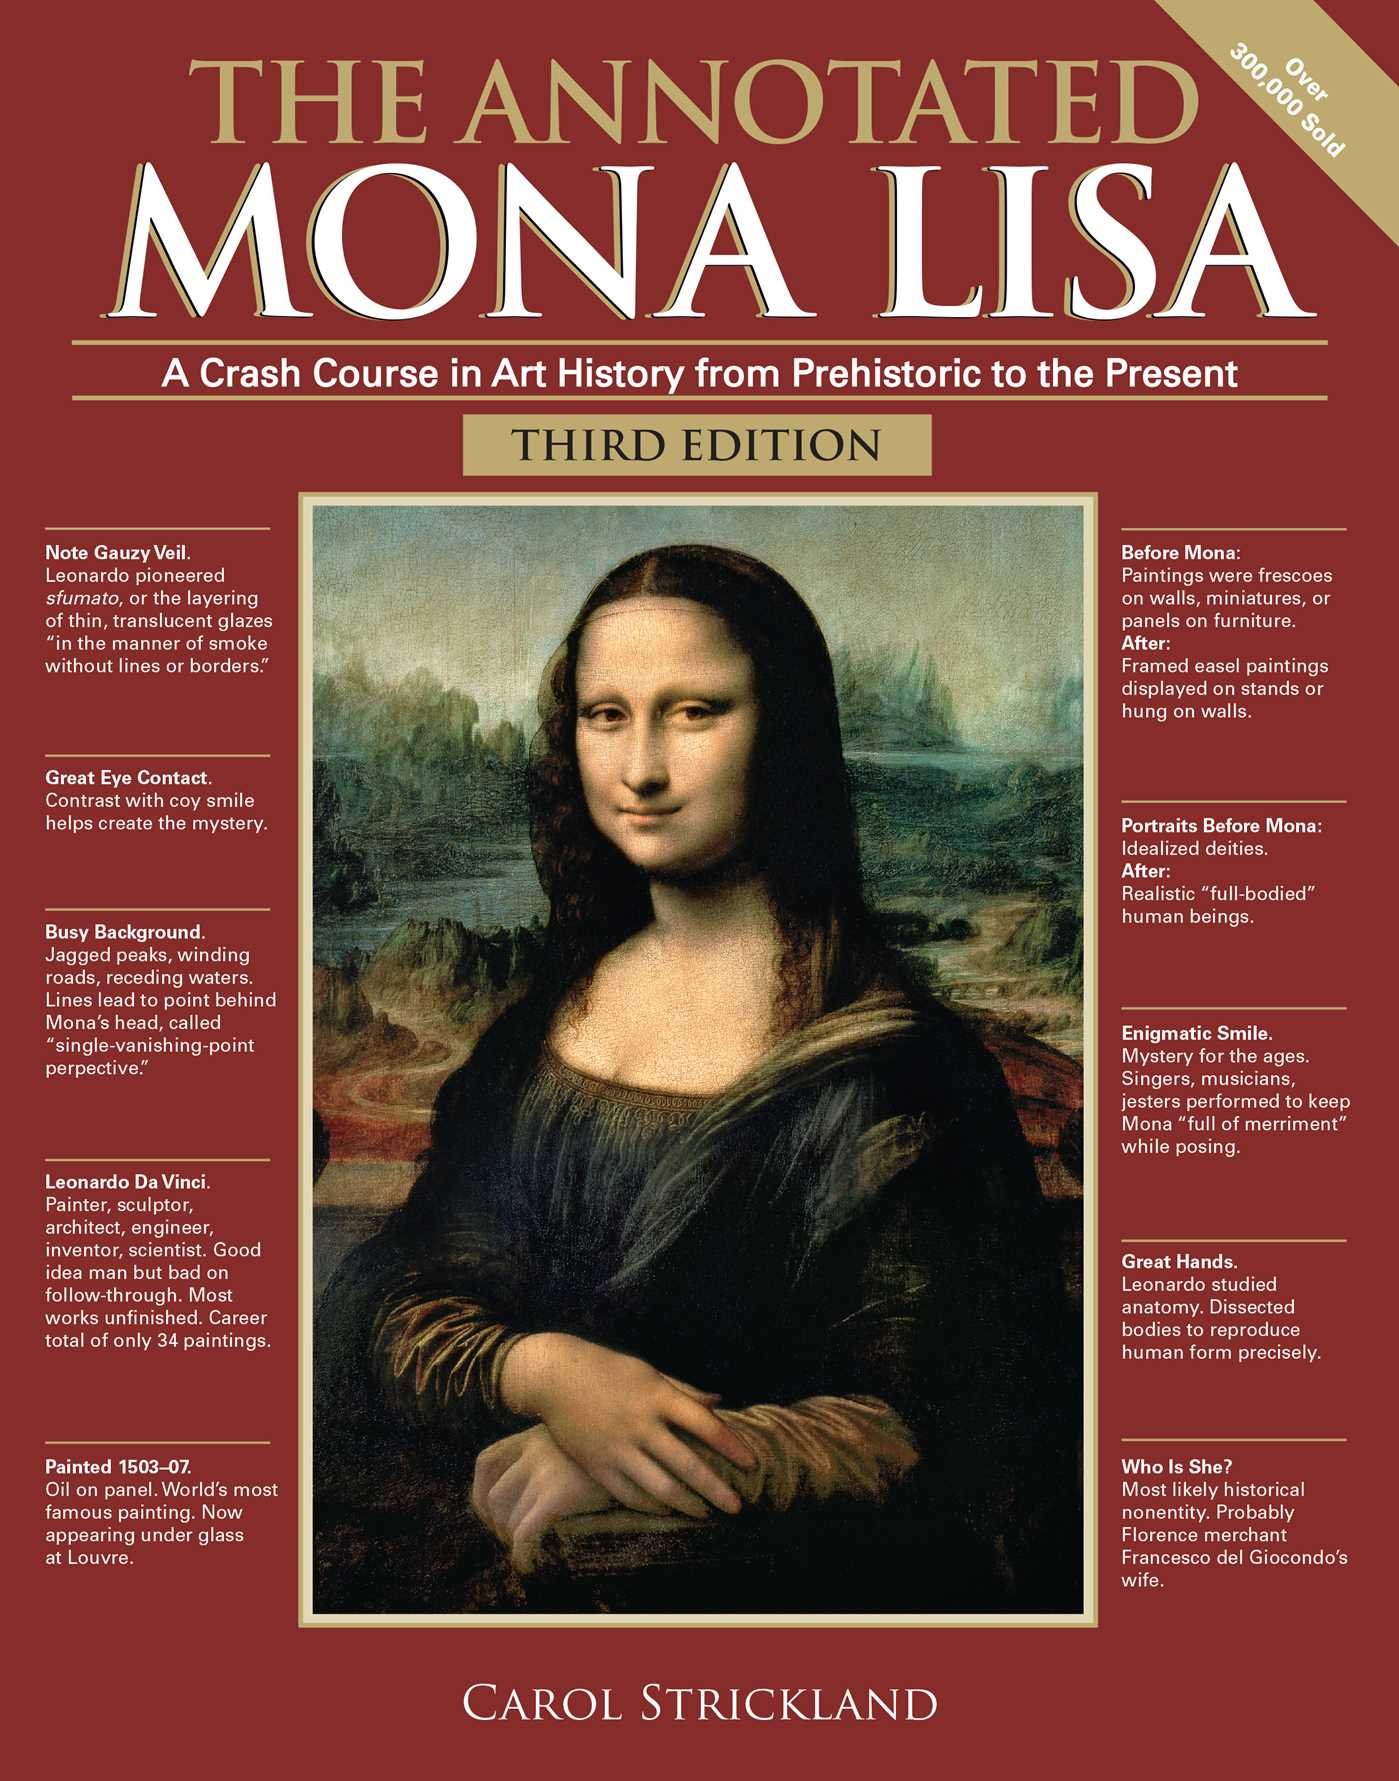 Over
300,000 Sold
THE ANNOTATED
MONA LISA
A Crash Course in Art History from Prehistoric to the Present
THIRD EDITION
Note Gauzy Veil.
Leonardo pioneered
sfumato, or the layering
of thin, translucent glazes
“in the manner of smoke
without lines or borders.”
Great Eye Contact.
Contrast with coy smile
helps create the mystery.
Busy Background.
Jagged peaks, winding
roads, receding waters.
Lines lead to point behind
Mona’s head, called
“single-vanishing-point
perpective.”
Leonardo Da Vinci.
Painter, sculptor,
architect, engineer,
inventor, scientist. Good
idea man but bad on
follow-through. Most
works unfinished. Career
total of only 34 paintings.
Painted 1503–07.
Oil on panel. World’s most
famous painting. Now
appearing under glass
at Louvre.
Before Mona:
Paintings were frescoes
on walls, miniatures, or
panels on furniture.
After:
Framed easel paintings
displayed on stands or
hung on walls.
Portraits Before Mona:
Idealized deities.
After:
Realistic “full-bodied”
human beings.
Enigmatic Smile.
Mystery for the ages.
Singers, musicians,
jesters performed to keep
Mona “full of merriment”
while posing.
Great Hands.
Leonardo studied
anatomy. Dissected
bodies to reproduce
human form precisely.
Who Is She?
Most likely historical
nonentity. Probably
Florence merchant
Francesco del Giocondo’s
wife.
CAROL STRICKLAND